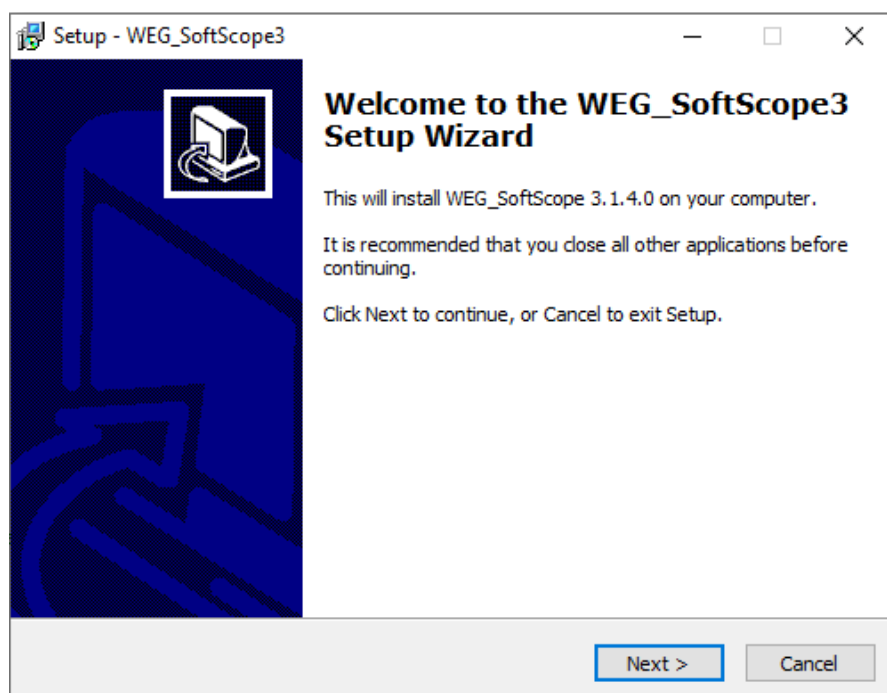 Setup - WEG_SoftScope3
Welcome to the WEG_SoftScope3
Setup Wizard
This will install WEG_SoftScope 3.1.4.0 on your computer.
It is recommended that you close all other applications before
continuing.
Click Next to continue, or Cancel to exit Setup.
Next >
Cancel